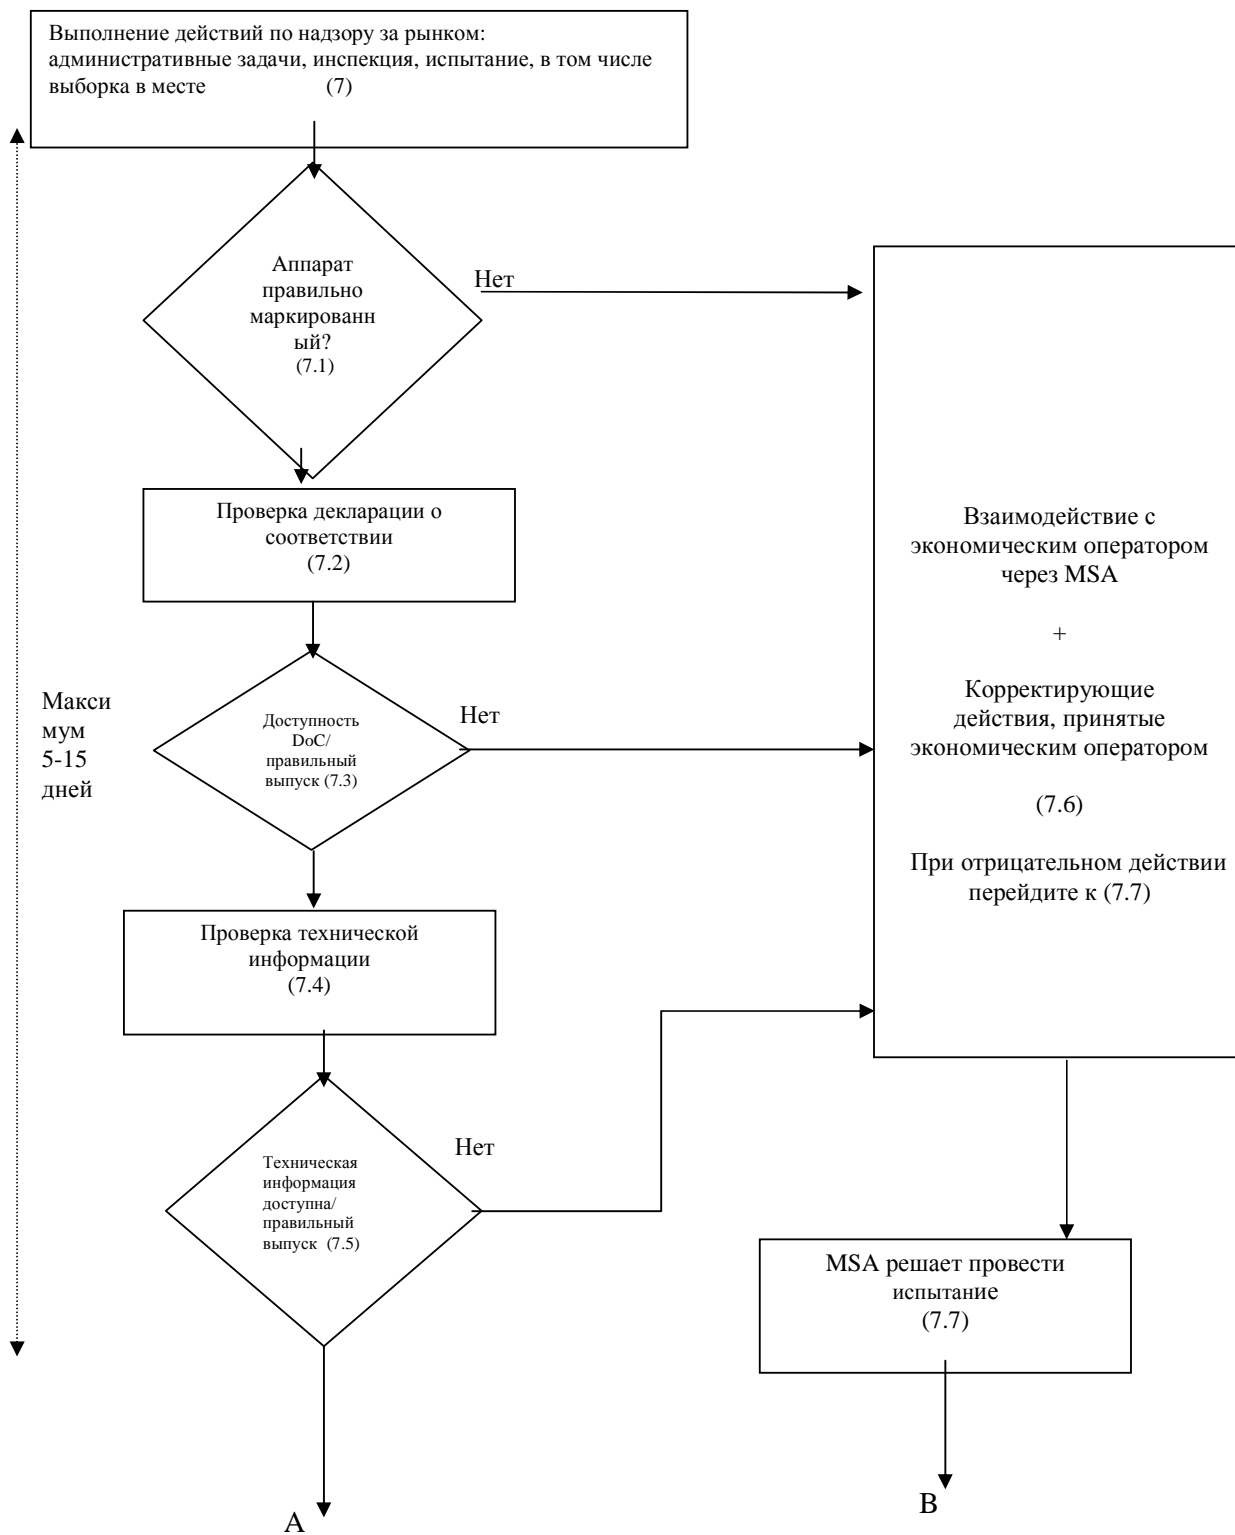 Выполнение действий по надзору за рынком:
административные задачи, инспекция, испытание, в том числе
выборка в месте (7)
Аппарат
правильно
маркированн
ый?
(7.1)
Нет
Проверка декларации о
соответствии
(7.2)
Доступность
DoC/
правильный
выпуск (7.3)
Нет
Макси
мум
5-15
дней
Проверка технической
информации
(7.4)
Техническая
информация
доступна/
правильный
выпуск (7.5)
Нет
Взаимодействие с
экономическим оператором
через MSA
+
Корректирующие
действия, принятые
экономическим оператором
(7.6)
При отрицательном действии
перейдите к (7.7)
MSA решает провести
испытание
(7.7)
A
B